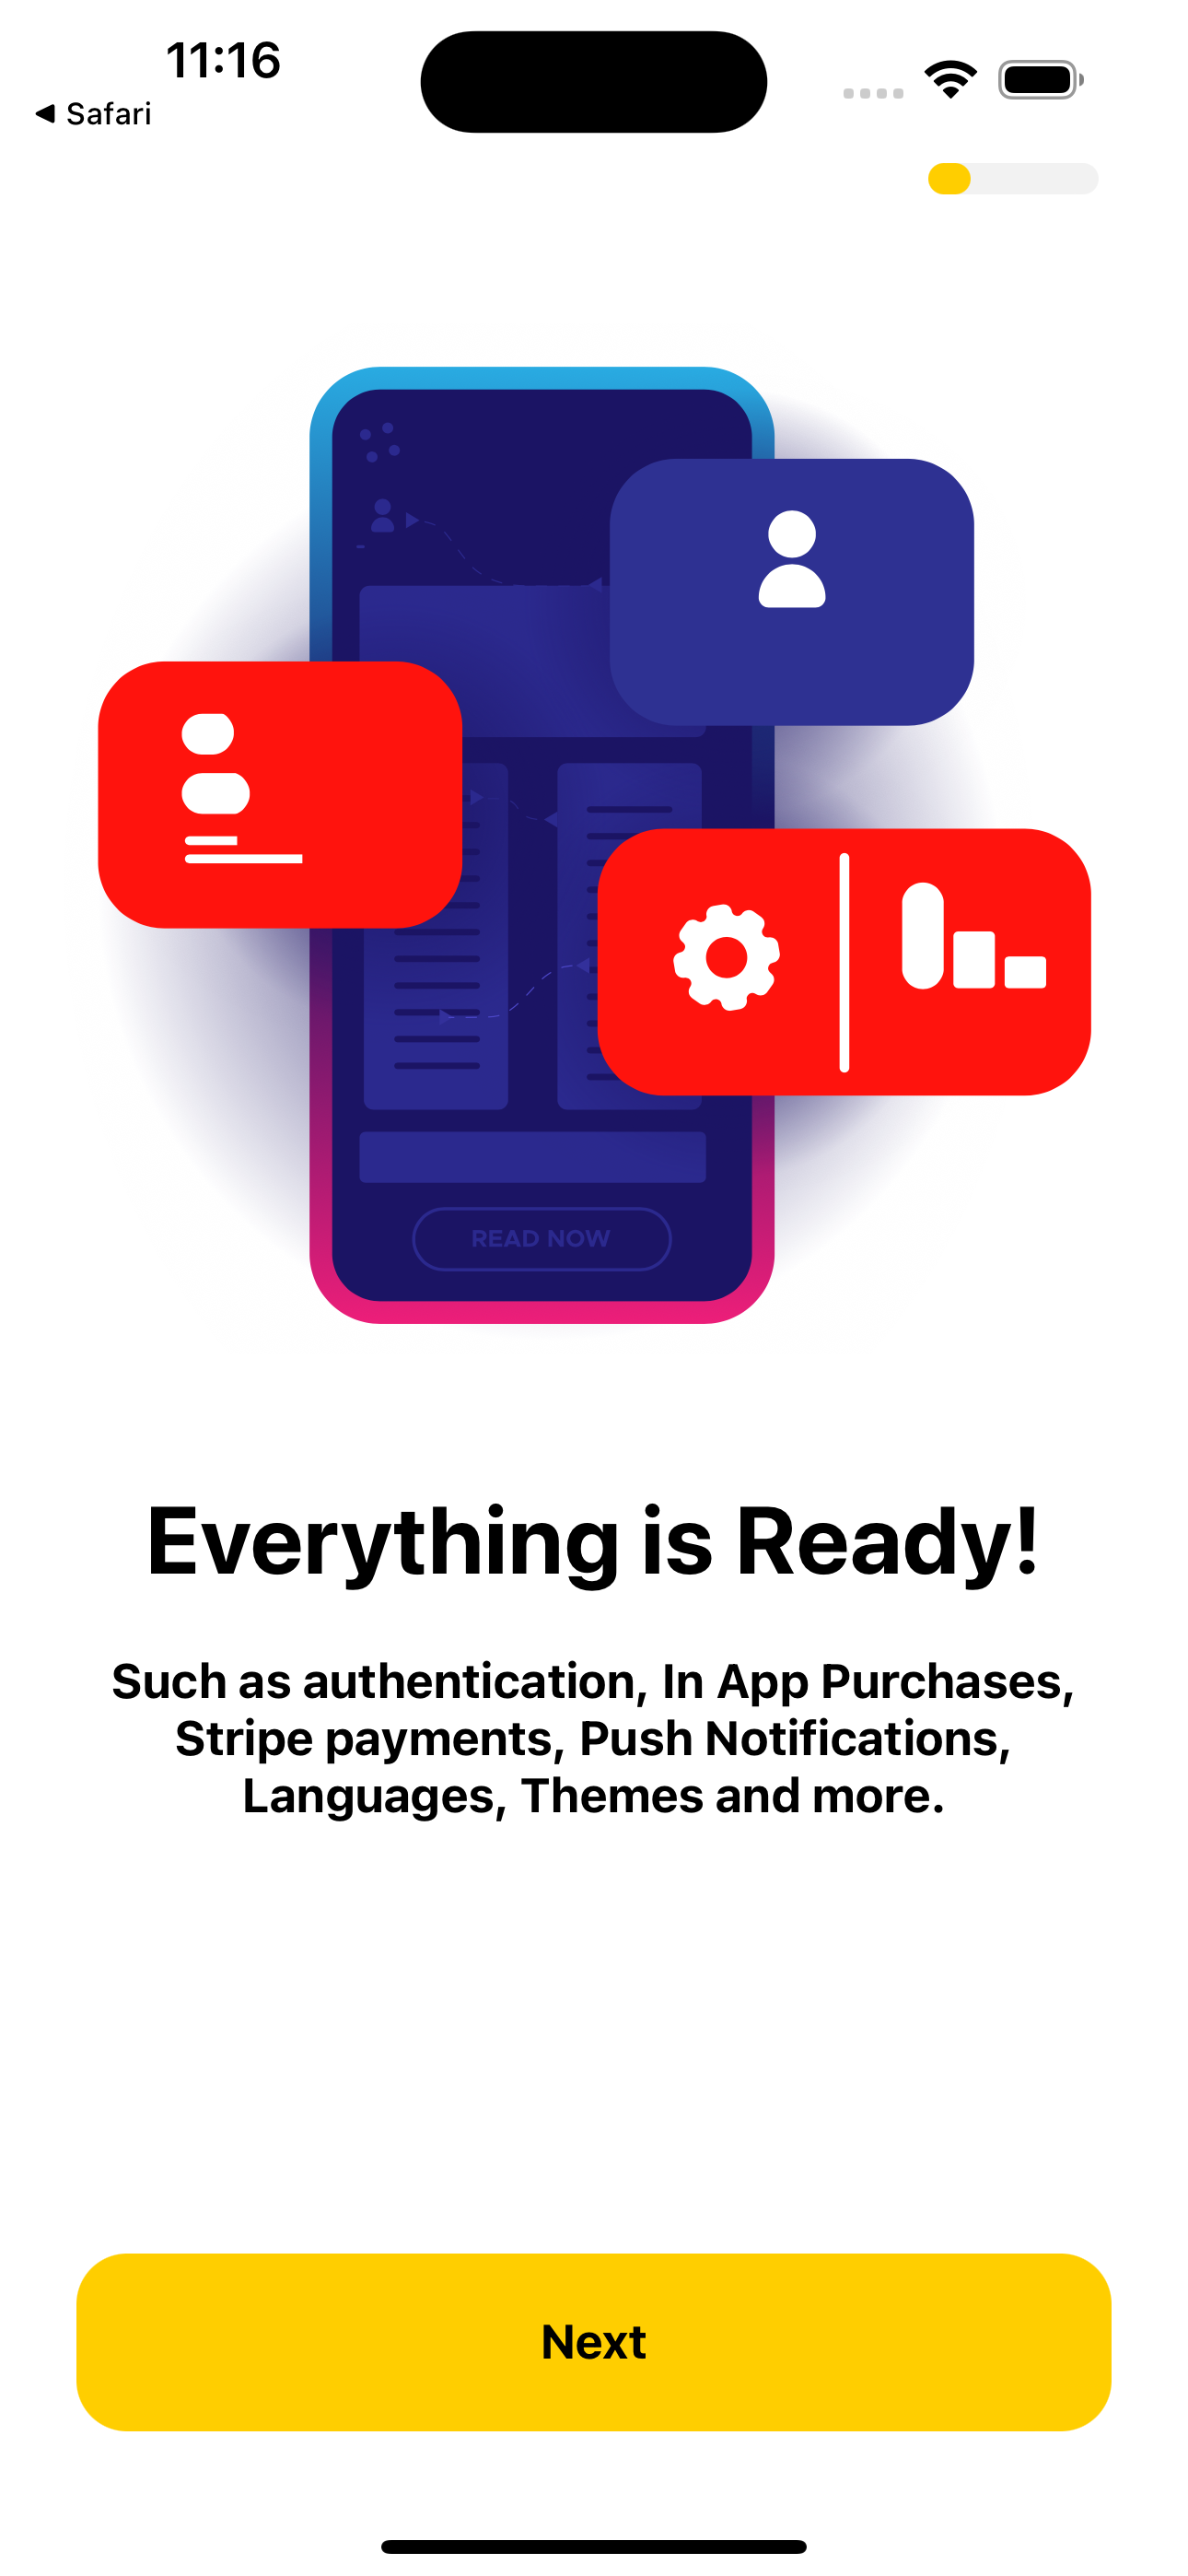 11:16
Safari
READ NOW
Everything is Ready!
Such as authentication, In App Purchases,
Stripe payments, Push Notifications,
Languages, Themes and more.
Next